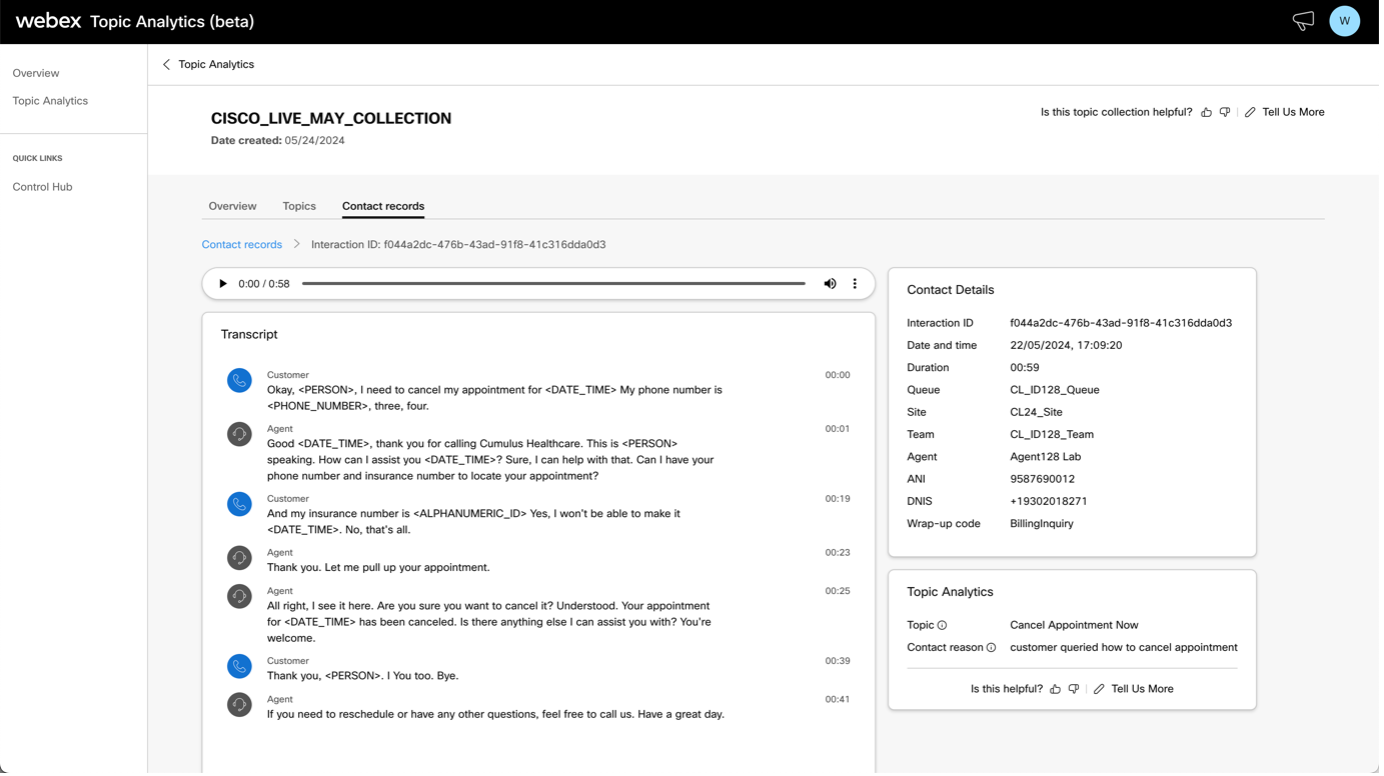 webex Topic Analytics (beta)
W
Overview
Topic Analytics
QUICK LINKS
Control Hub
Topic Analytics
CISCO_LIVE_MAY_COLLECTION
Date created: 05/24/2024
Is this topic collection helpful? Tell Us More
Overview Topics Contact records
Contact records Interaction ID: f044a2dc-476b-43ad-91f8-41c316dda0d3
0:00 / 0:58
Transcript
Customer 00:00
Okay, <PERSON>, I need to cancel my appointment for <DATE_TIME> My phone number is
<PHONE_NUMBER>, three, four.
Agent 00:01
Good <DATE_TIME>, thank you for calling Cumulus Healthcare. This is <PERSON>
speaking. How can I assist you <DATE_TIME>? Sure, I can help with that. Can I have your
phone number and insurance number to locate your appointment?
Customer 00:19
And my insurance number is <ALPHANUMERIC_ID> Yes, I won't be able to make it
<DATE_TIME>. No, that's all.
Agent 00:23
Thank you. Let me pull up your appointment.
Agent 00:25
All right, I see it here. Are you sure you want to cancel it? Understood. Your appointment
for <DATE_TIME> has been canceled. Is there anything else I can assist you with? You're
welcome.
Customer 00:39
Thank you, <PERSON>. I You too. Bye.
Agent 00:41
If you need to reschedule or have any other questions, feel free to call us. Have a great day.
Contact Details
Interaction ID f044a2dc-476b-43ad-91f8-41c316dda0d3
Date and time 22/05/2024, 17:09:20
Duration 00:59
Queue CL_ID128_Queue
Site CL24_Site
Team CL_ID128_Team
Agent Agent128 Lab
ANI 9587690012
DNIS +19302018271
Wrap-up code BillingInquiry
Topic Analytics
Topic Cancel Appointment Now
Contact reason customer queried how to cancel appointment
Is this helpful? Tell Us More